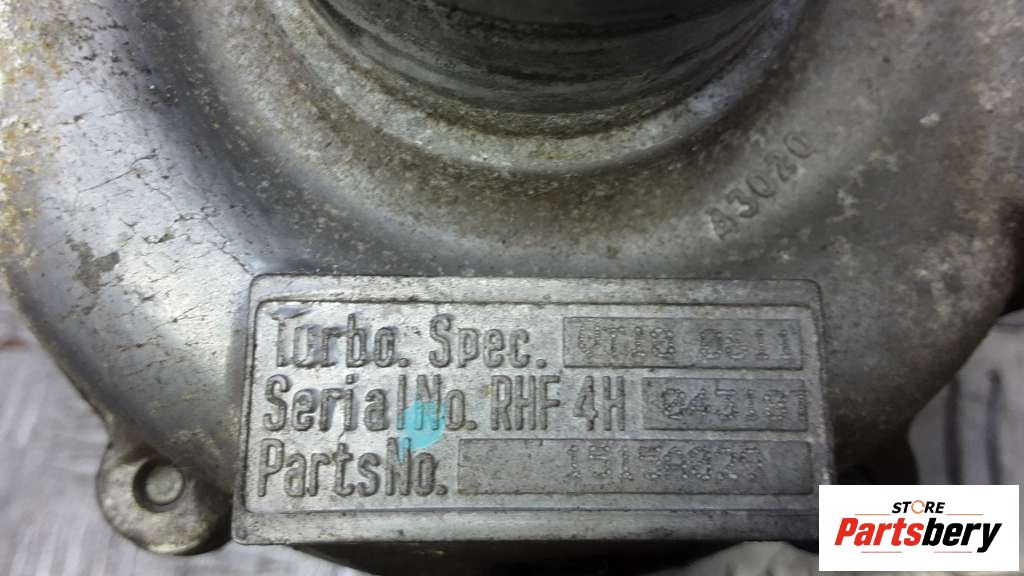 A3020
Turbo. Spec.
Serial No. RHF 4H
Parts No.
STORE
Partsbery